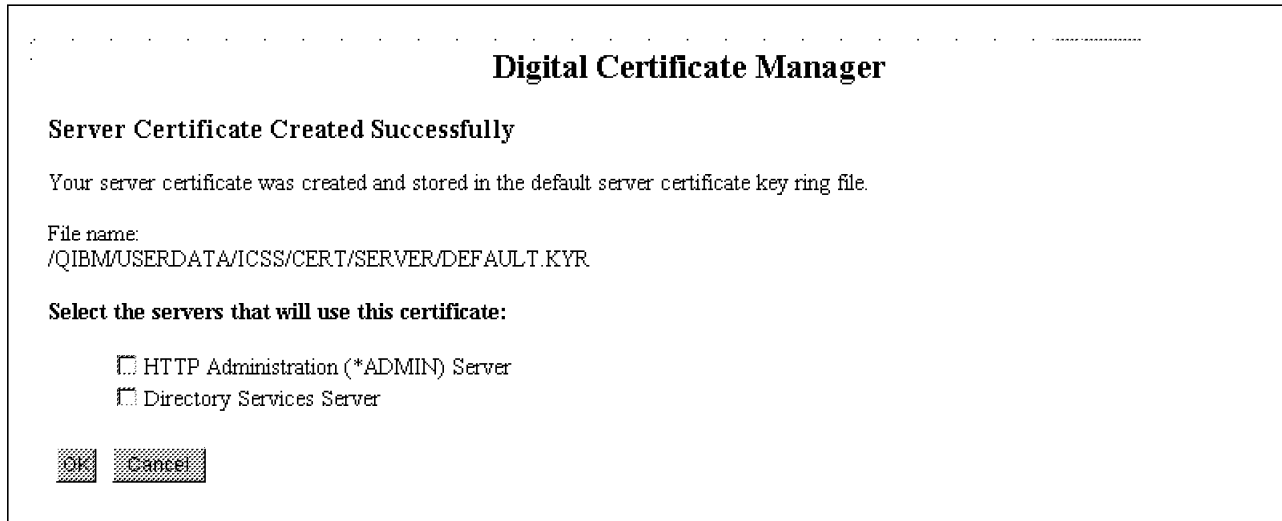 Digital Certificate Manager
Server Certificate Created Successfully
Your server certificate was created and stored in the default server certificate key ring file.
File name:
/QIBM/USERDATA/ICSS/CERT/SERVER/DEFAULT.KYR
Select the servers that will use this certificate:
HTTP Administration (*ADMIN) Server
Directory Services Server
OK Cancel